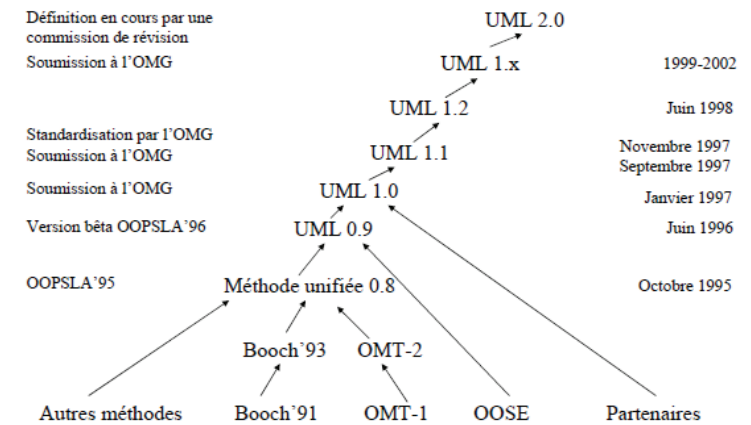 Définition en cours par une
commission de révision
UML 2.0
Soumission à l'OMG
UML 1.x
1999-2002
UML 1.2
Juin 1998
Standardisation par l'OMG
Soumission à l'OMG
UML 1.1
Novembre 1997
Septembre 1997
Soumission à l'OMG
UML 1.0
Janvier 1997
Version bêta OOPSLA'96
UML 0.9
Juin 1996
OOPSLA'95
Méthode unifiée 0.8
Octobre 1995
Booch'93
OMT-2
Autres méthodes
Booch'91
OMT-1
OOSE
Partenaires